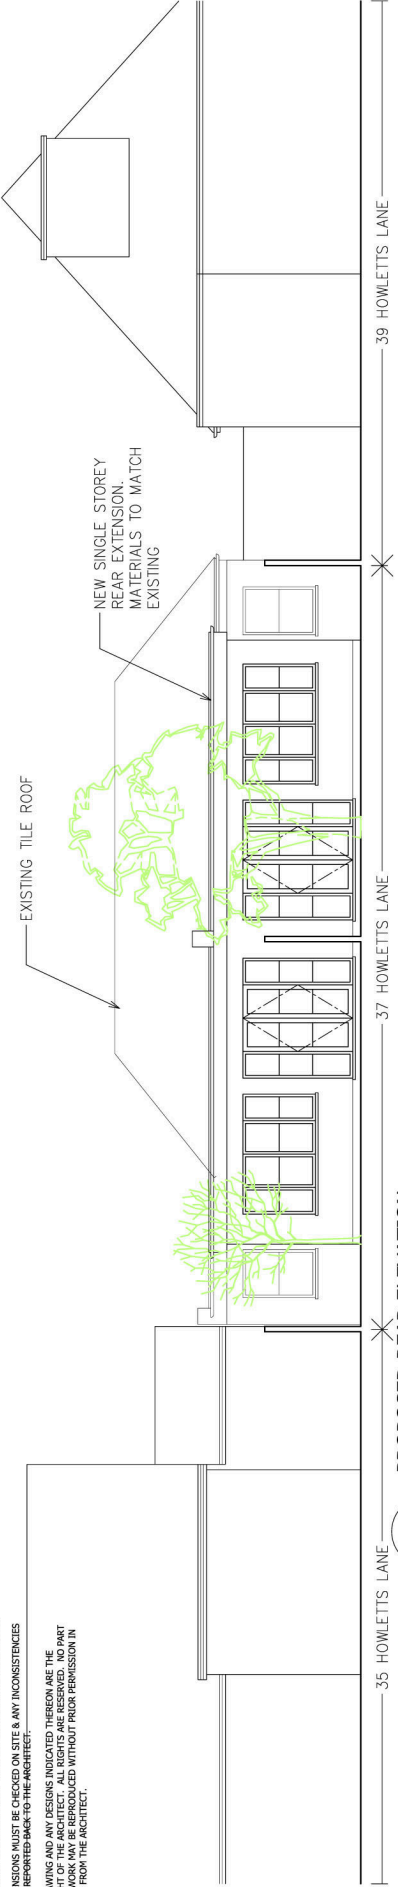 NSIONS MUST BE CHECKED ON SITE & ANY INCONSISTENCIES
REPORTED BACK TO THE ARCHITECT.
WING AND ANY DESIGNS INDICATED THEREON ARE THE
HT OF THE ARCHITECT. ALL RIGHTS ARE RESERVED. NO PART
WORK MAY BE REPRODUCED WITHOUT PRIOR PERMISSION IN
FROM THE ARCHITECT.
EXISTING TILE ROOF
NEW SINGLE STOREY
REAR EXTENSION.
MATERIALS TO MATCH
EXISTING
35 HOWLETTS LANE
37 HOWLETTS LANE
39 HOWLETTS LANE